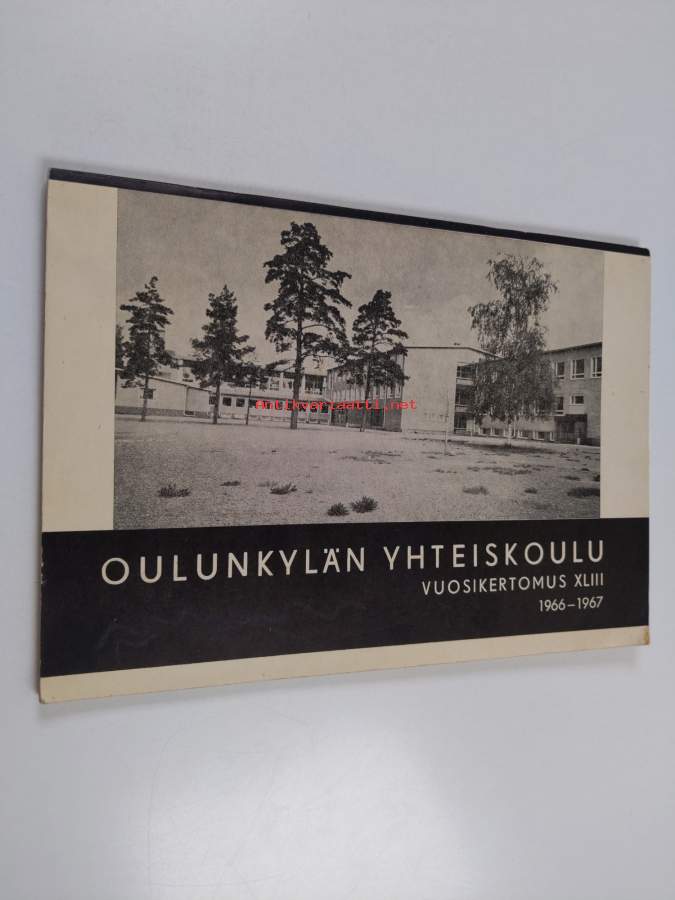 Antikvariaatti.net
OULUNKYLÄN YHTEISKOULU
VUOSIKERTOMUS XLIII
1966-1967